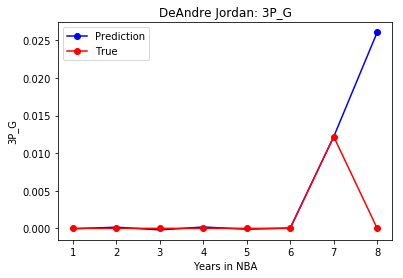 DeAndre Jordan: 3P_G
Prediction
True
0.025
0.020
0.015
0.010
0.005
0.000
3P_G
1 2 3 4 5 6 7 8
Years in NBA